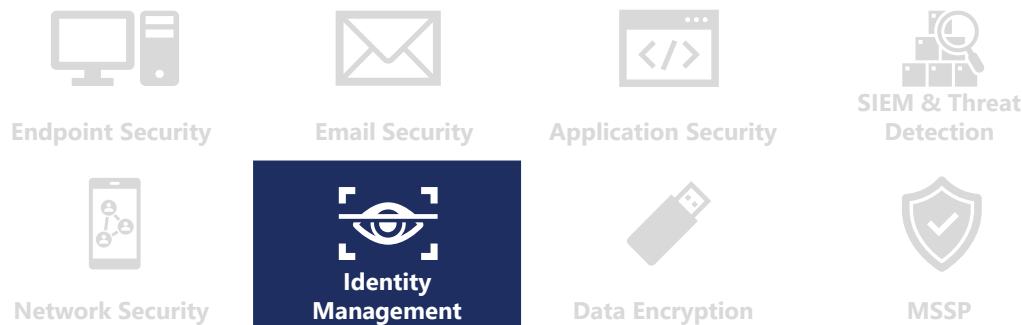 Endpoint Security
Email Security
Application Security
SIEM & Threat
Detection
Network Security
Identity
Management
Data Encryption
MSSP